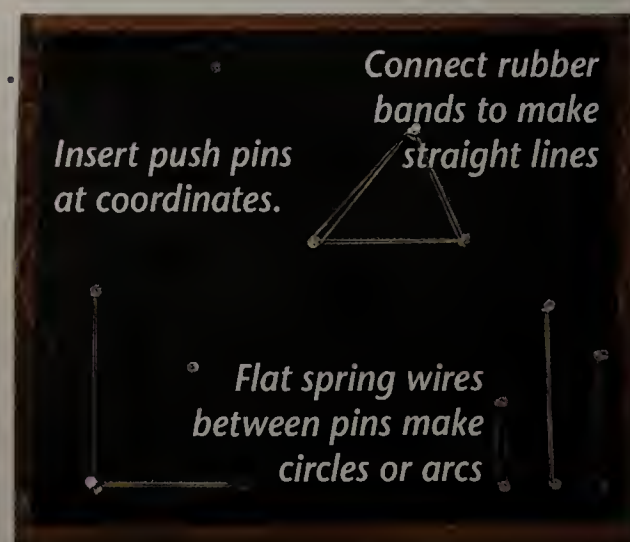 Connect rubber
bands to make
straight lines
Insert push pins
at coordinates.
Flat spring wires
between pins make
circles or arcs